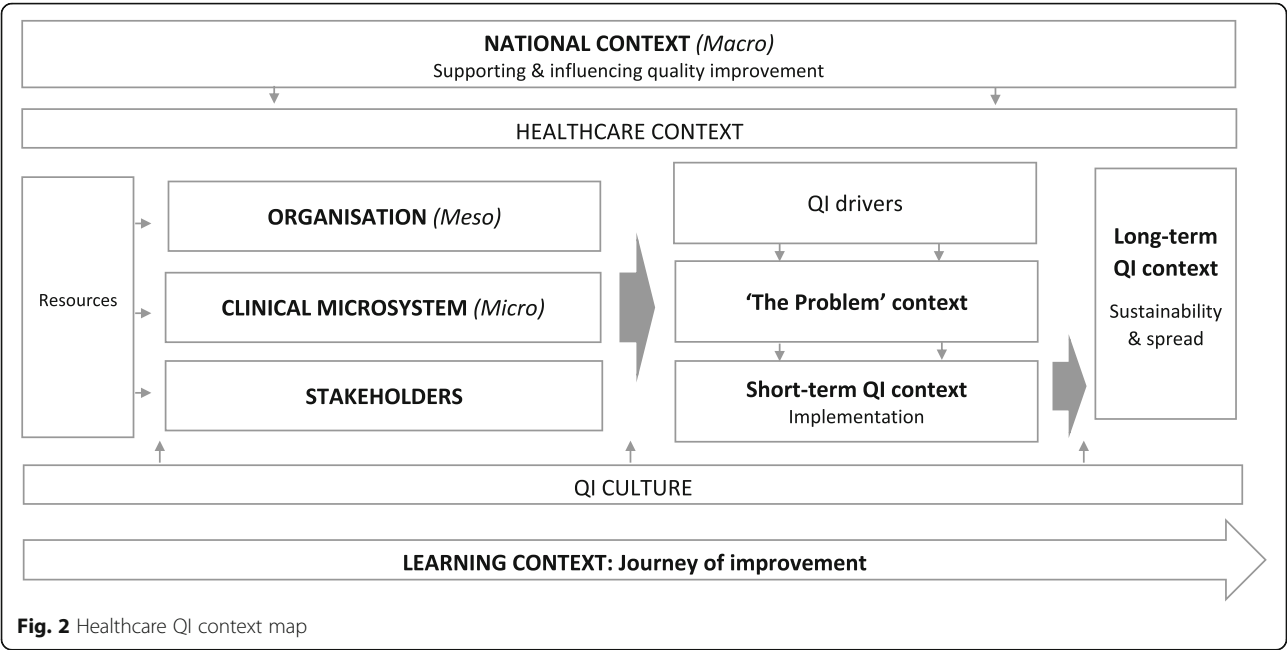 NATIONAL CONTEXT (Macro)
Supporting & influencing quality improvement
HEALTHCARE CONTEXT
Resources
ORGANISATION (Meso)
CLINICAL MICROSYSTEM (Micro)
STAKEHOLDERS
QI drivers
‘The Problem’ context
Short-term QI context
Implementation
Long-term
QI context
Sustainability
& spread
QI CULTURE
LEARNING CONTEXT: Journey of improvement
Fig. 2 Healthcare QI context map